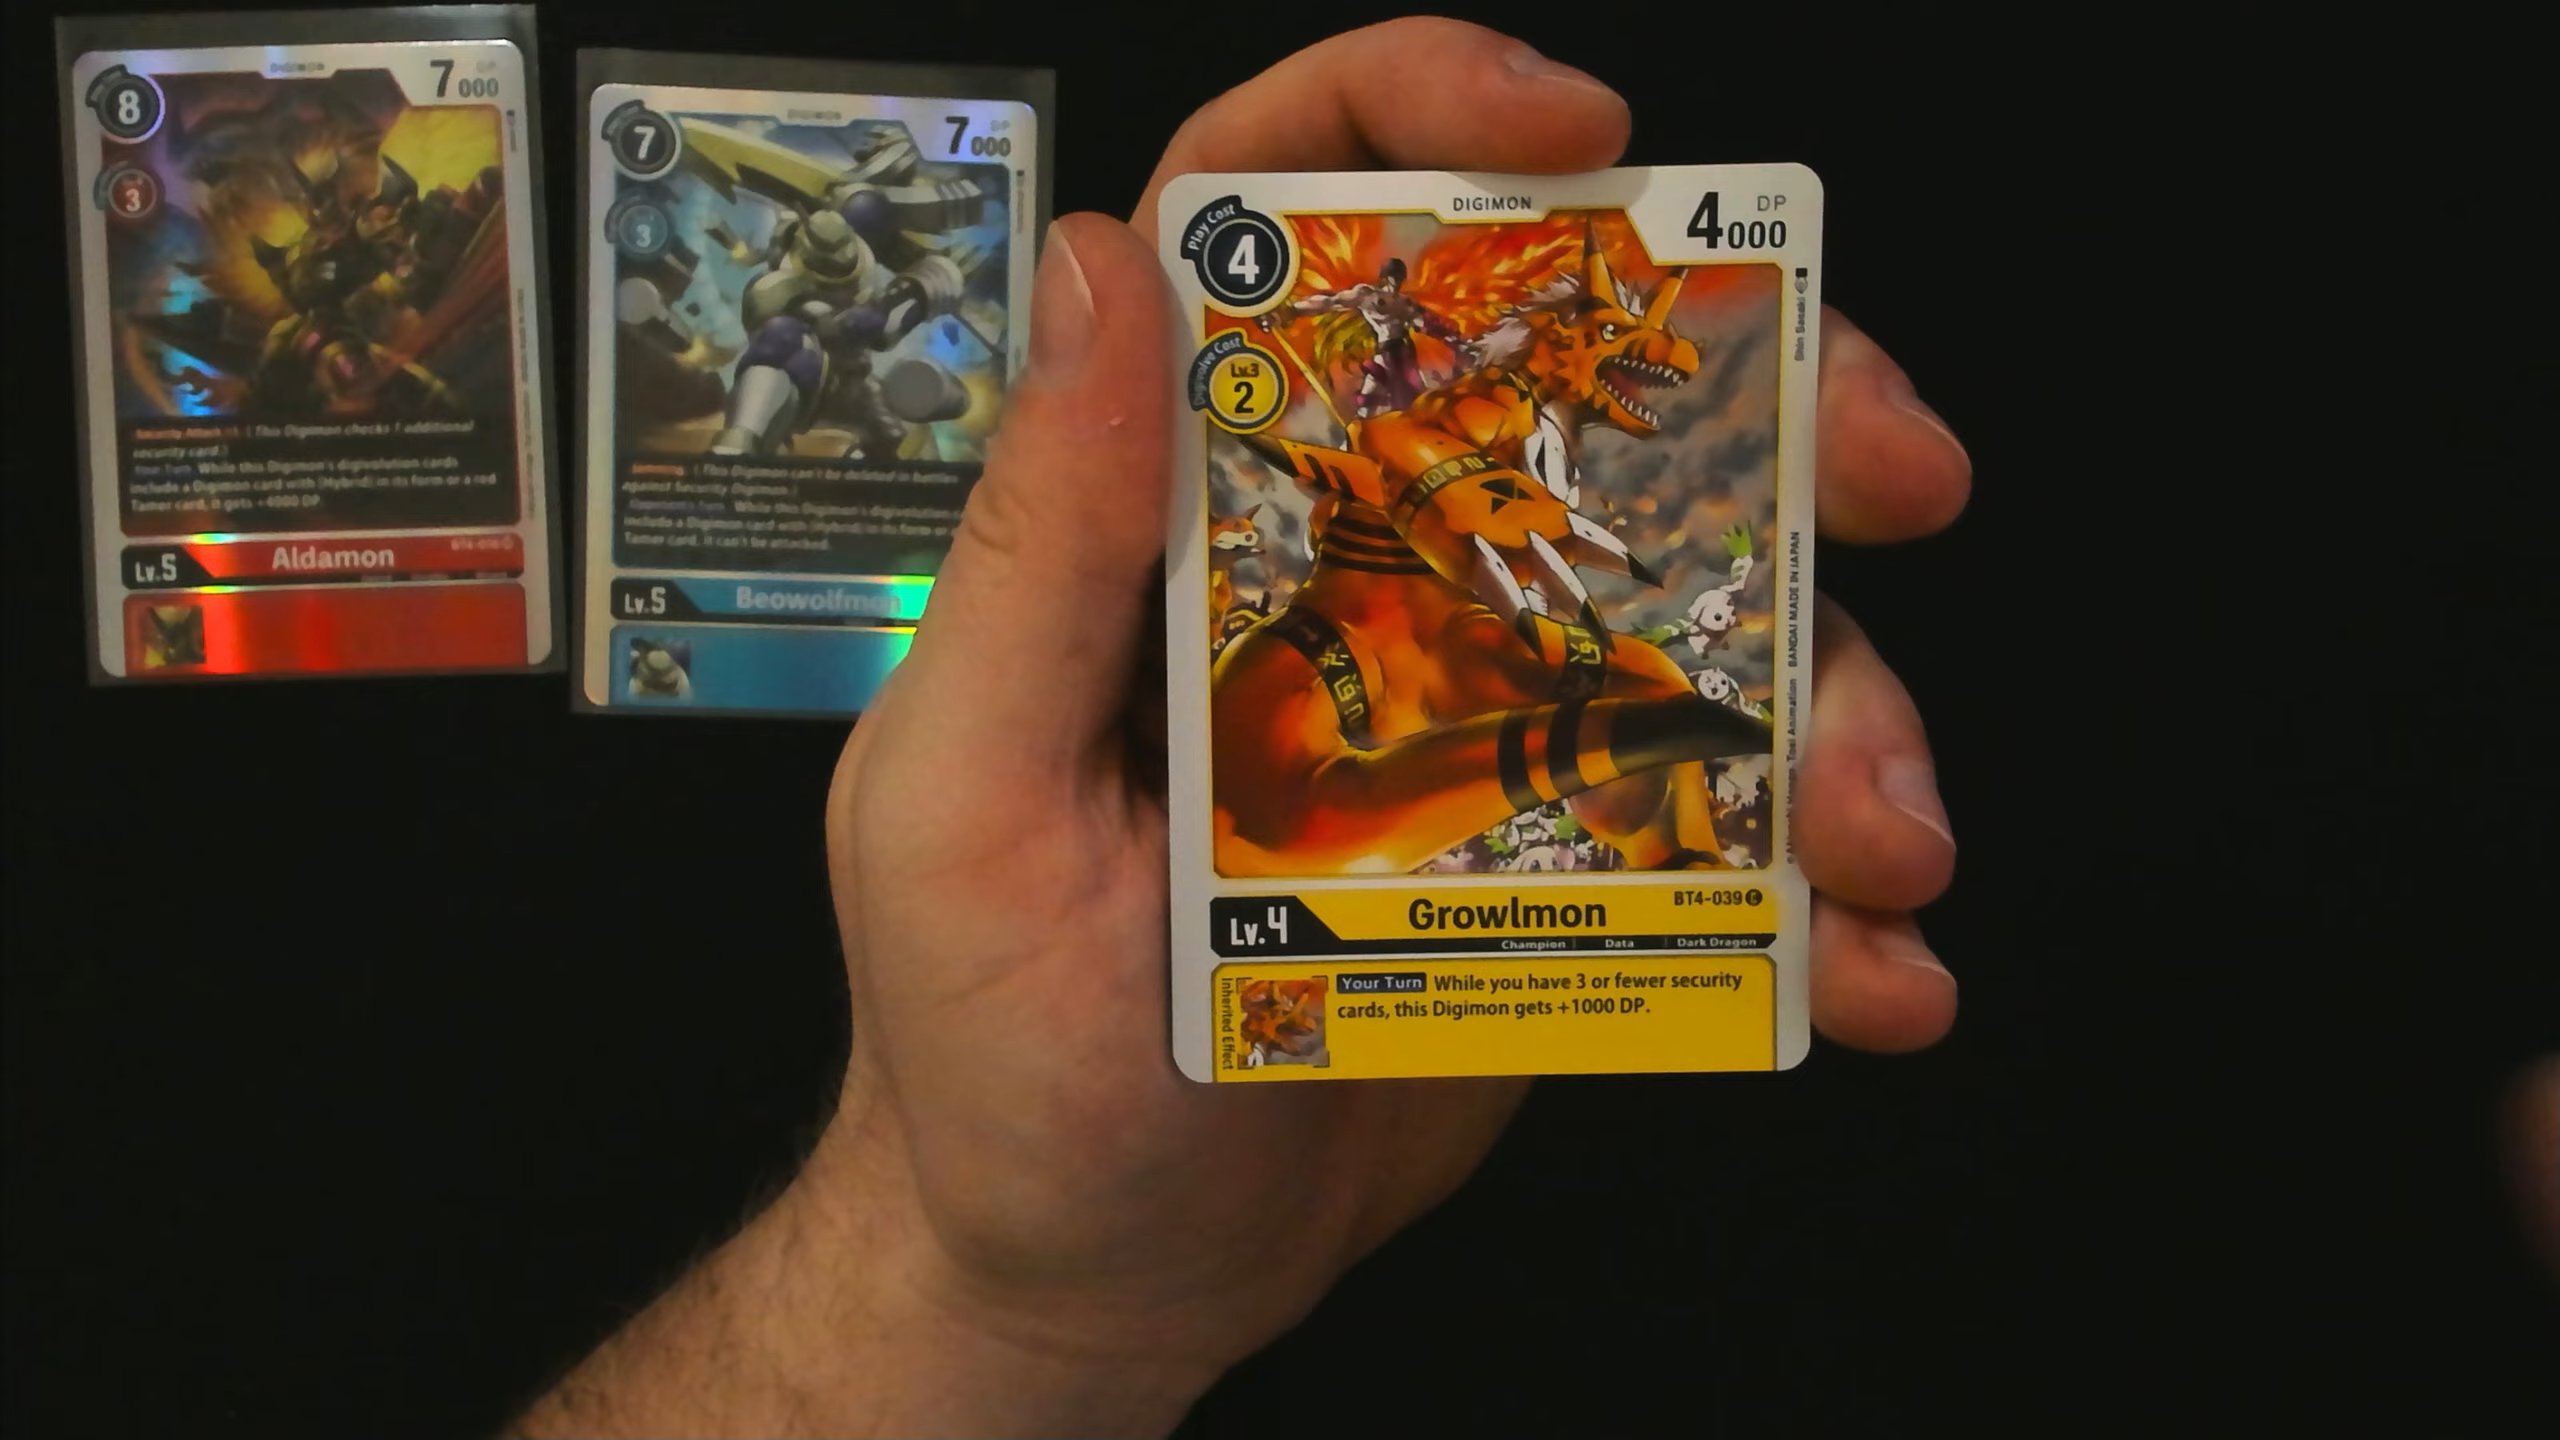 DIGIMON
8
7000
DP
3
Security Attack +1 (This Digimon checks 1 additional
security card.)
Your Turn While this Digimon's digivolution cards
include a Digimon card with [Hybrid] in its form or a red
Tamer card, it gets +4000 DP.
Lv.5
Aldamon
DIGIMON
7
7000
DP
3
Jamming (This Digimon can't be deleted in battles
against Security Digimon.)
Opponent's Turn While this Digimon's digivolution
include a Digimon card with [Hybrid] in its form or
Tamer card, it can't be attacked.
Lv.5
Beowolfmon
DIGIMON
Play Cost
4
4000
DP
Digivolve Cost
Lv.3
2
Shin Sasaki
BANDAI MADE IN JAPAN
Lv.4
Growlmon
BT4-039 C
Champion
Data
Dark Dragon
Inherited Effect
Your Turn While you have 3 or fewer security
cards, this Digimon gets +1000 DP.